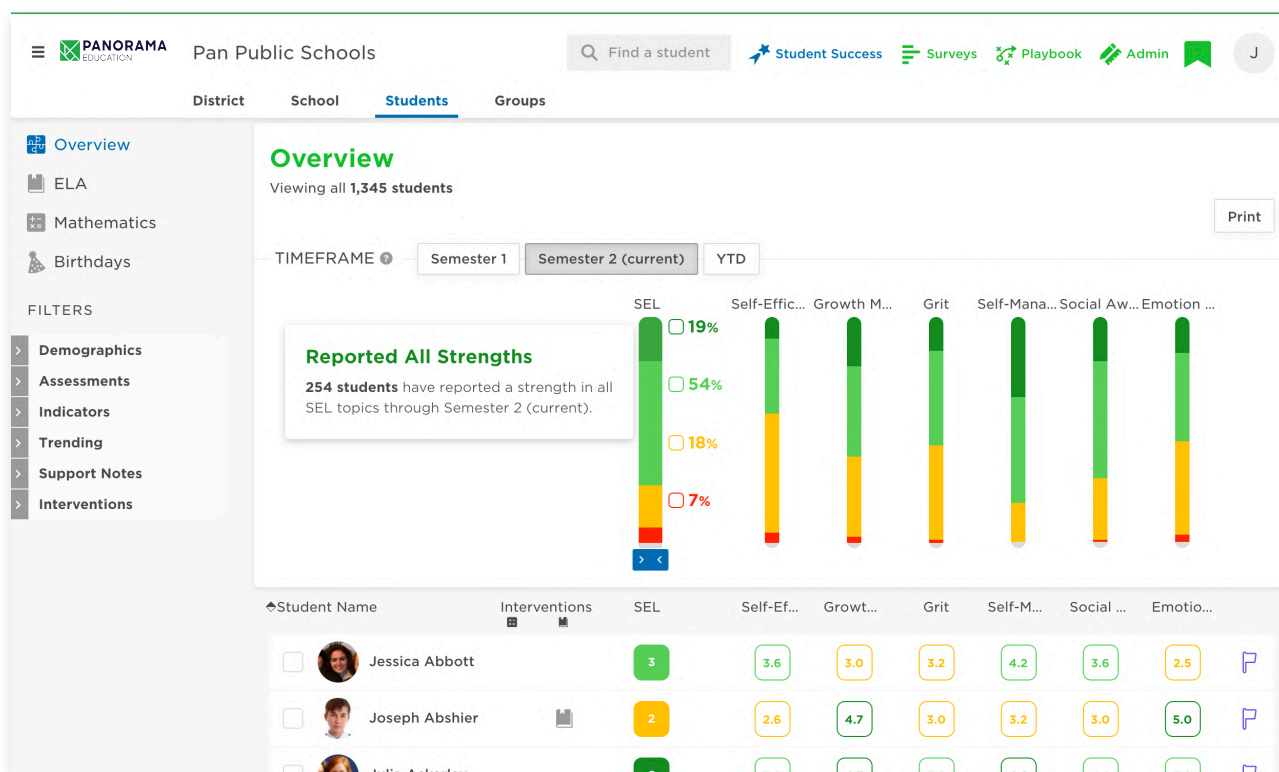 PANORAMA
EDUCATION
Pan Public Schools
Find a student
Student Success
Surveys
Playbook
Admin
J
District
School
Students
Groups
Overview
ELA
Mathematics
Birthdays
FILTERS
Demographics
Assessments
Indicators
Trending
Support Notes
Interventions
Overview
Viewing all 1,345 students
Print
TIMEFRAME ?
Semester 1
Semester 2 (current)
YTD
SEL
Self-Effic...
Growth M...
Grit
Self-Mana...
Social Aw...
Emotion ...
19%
54%
18%
7%
Reported All Strengths
254 students have reported a strength in all
SEL topics through Semester 2 (current).
Student Name
Interventions
SEL
Self-Ef...
Growt...
Grit
Self-M...
Social ...
Emotio...
Jessica Abbott
3
3.6
3.0
3.2
4.2
3.6
2.5
Joseph Abshier
2
2.6
4.7
3.0
3.2
3.0
5.0